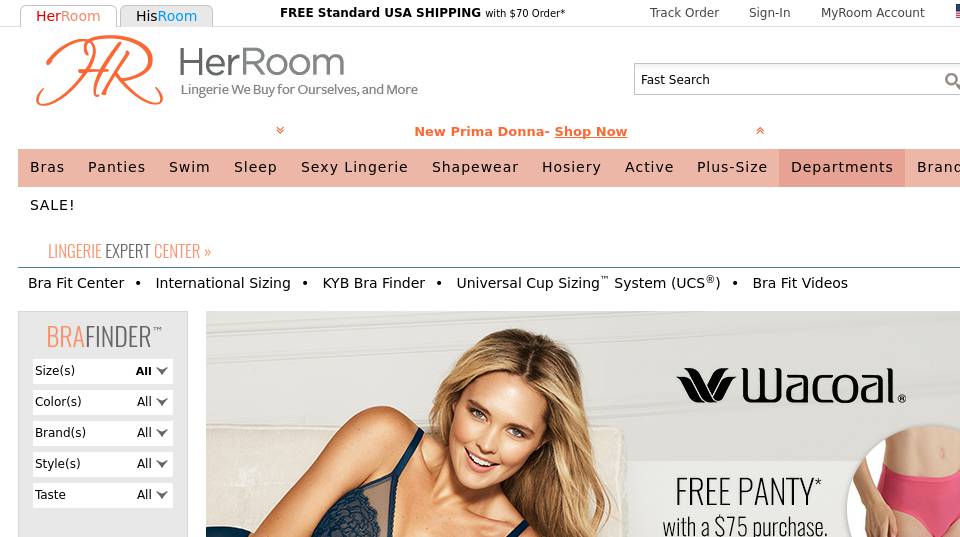 HerRoom HisRoom FREE Standard USA SHIPPING with $70 Order* Track Order Sign-In MyRoom Account
HR HerRoom
Lingerie We Buy for Ourselves, and More
Fast Search
New Prima Donna- Shop Now
Bras Panties Swim Sleep Sexy Lingerie Shapewear Hosiery Active Plus-Size Departments
SALE!
LINGERIE EXPERT CENTER »
Bra Fit Center • International Sizing • KYB Bra Finder • Universal Cup Sizing™ System (UCS®) • Bra Fit Videos
BRAFINDER™
Size(s) All
Color(s) All
Brand(s) All
Style(s) All
Taste All
Wacoal®
FREE PANTY*
with a $75 purchase.